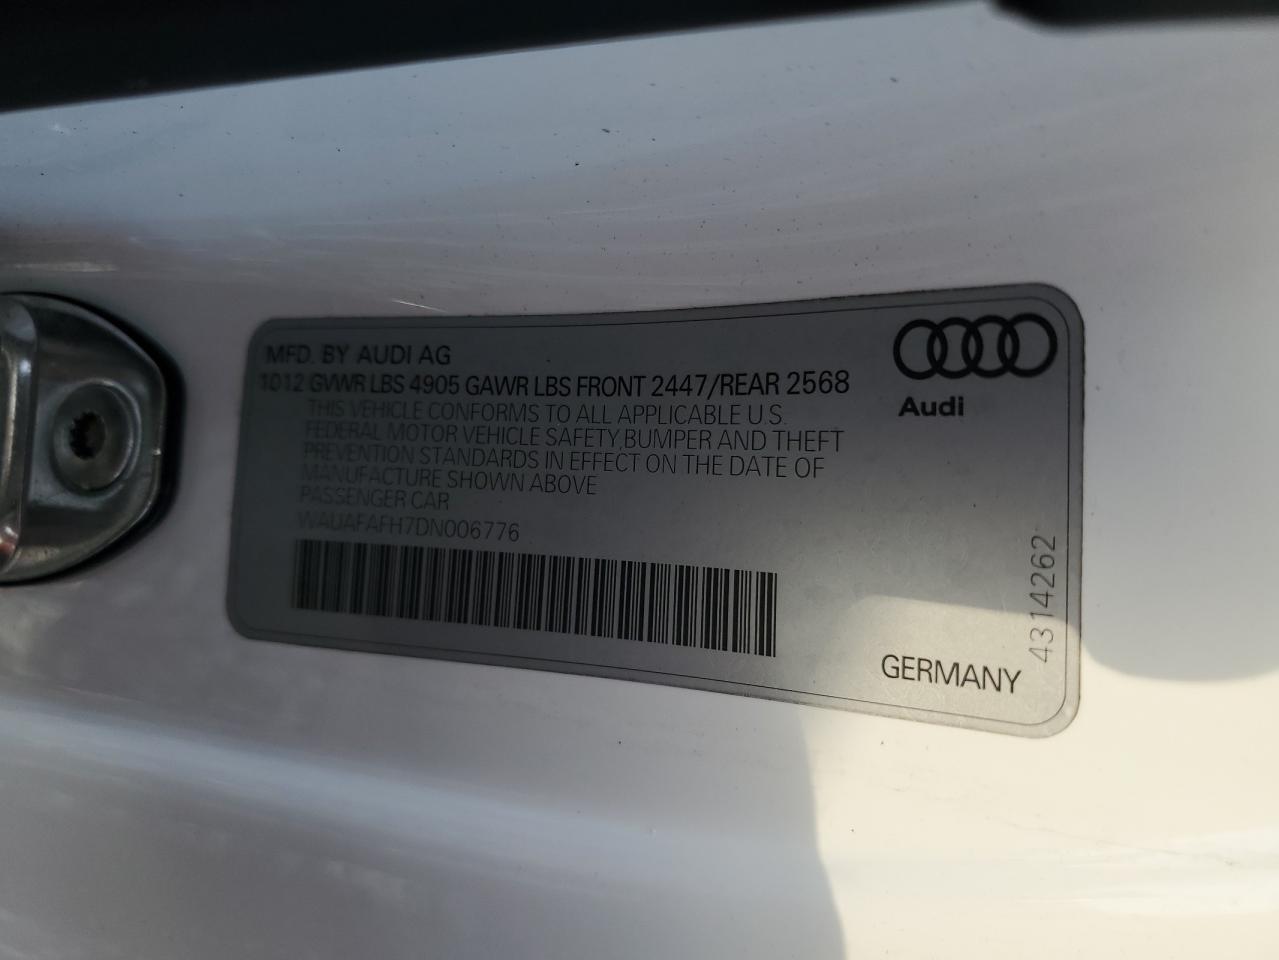 MFD. BY AUDI AG
1012 GVWR LBS 4905 GAWR LBS FRONT 2447/REAR 2568
THIS VEHICLE CONFORMS TO ALL APPLICABLE U.S.
FEDERAL MOTOR VEHICLE SAFETY,BUMPER AND THEFT
PREVENTION STANDARDS IN EFFECT ON THE DATE OF
MANUFACTURE SHOWN ABOVE
PASSENGER CAR
WAUAFAFH7DN006776
Audi
4314262
GERMANY